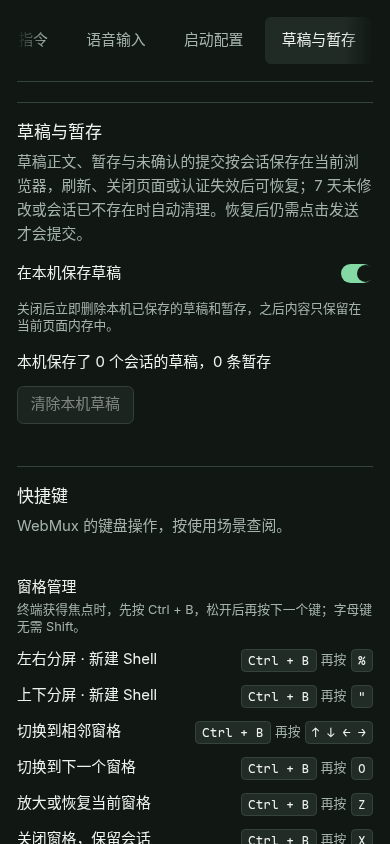 指令 语音输入 启动配置 草稿与暂存
草稿与暂存
草稿正文、暂存与未确认的提交按会话保存在当前浏
览器，刷新、关闭页面或认证失效后可恢复；7 天未修
改或会话已不存在时自动清理。恢复后仍需点击发送
才会提交。
在本机保存草稿
关闭后立即删除本机已保存的草稿和暂存，之后内容只保留在
当前页面内存中。
本机保存了 0 个会话的草稿，0 条暂存
清除本机草稿
快捷键
WebMux 的键盘操作，按使用场景查阅。
窗格管理
终端获得焦点时，先按 Ctrl + B，松开后再按下一个键；字母键
无需 Shift。
左右分屏 · 新建 Shell Ctrl + B 再按 %
上下分屏 · 新建 Shell Ctrl + B 再按 "
切换到相邻窗格 Ctrl + B 再按 ↑ ↓ ← →
切换到下一个窗格 Ctrl + B 再按 O
放大或恢复当前窗格 Ctrl + B 再按 Z
关闭窗格，保留会话 Ctrl + B 再按 X